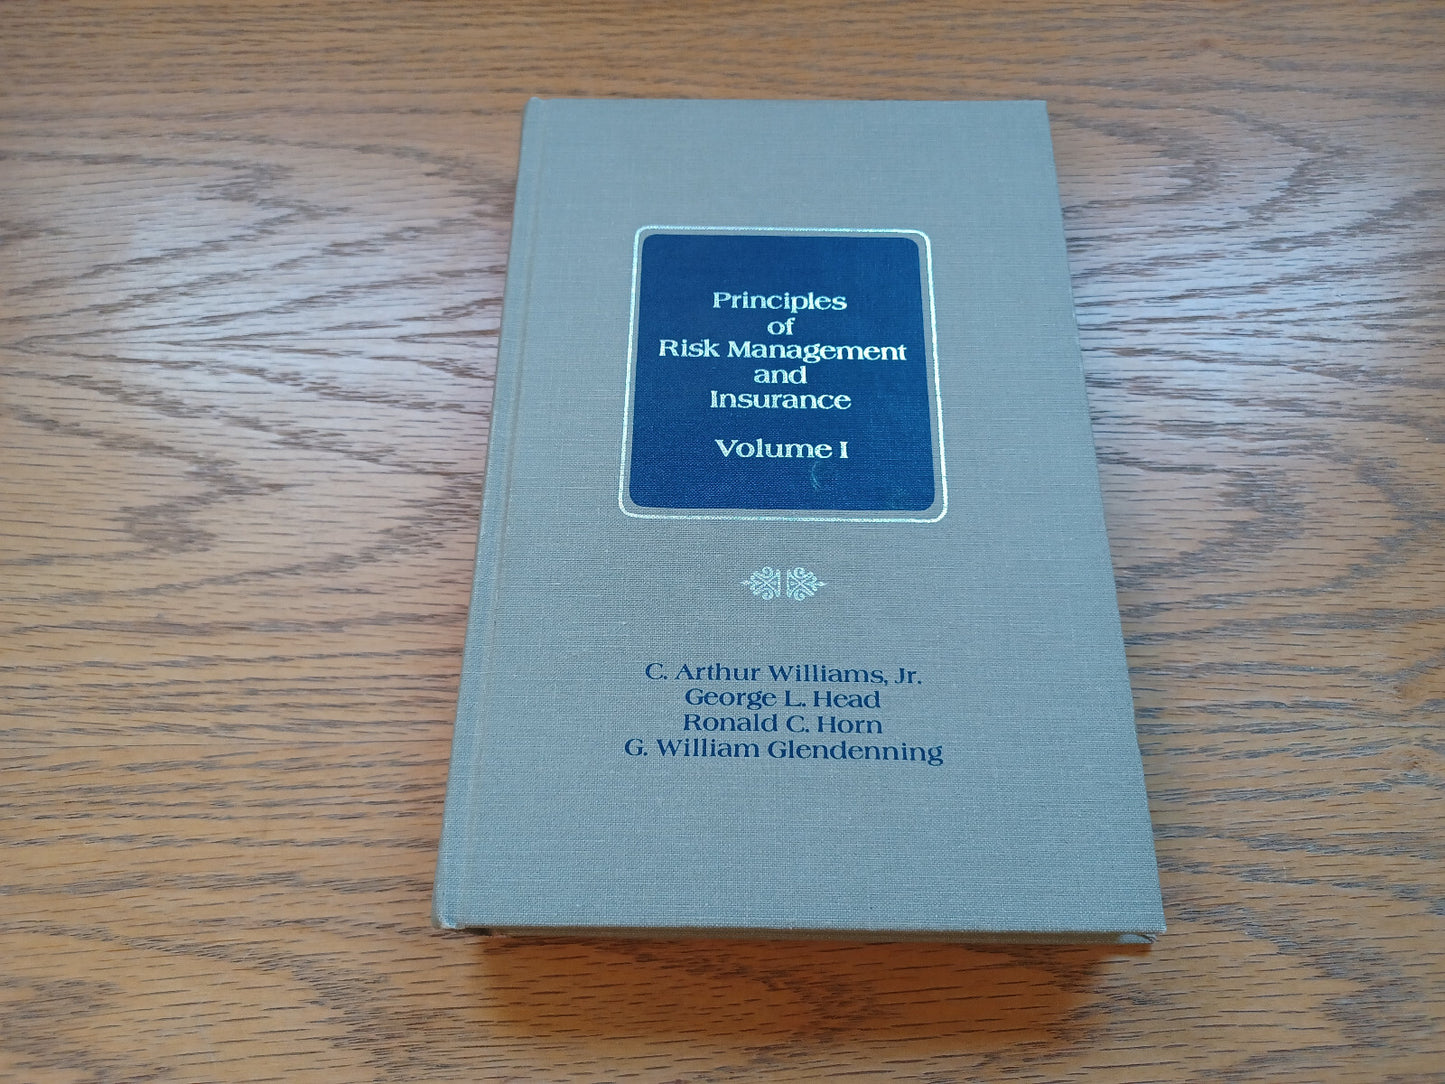 Principles
of
Risk Management
and
Insurance
Volume I
C. Arthur Williams, Jr.
George L. Head
Ronald C. Horn
G. William Glendenning